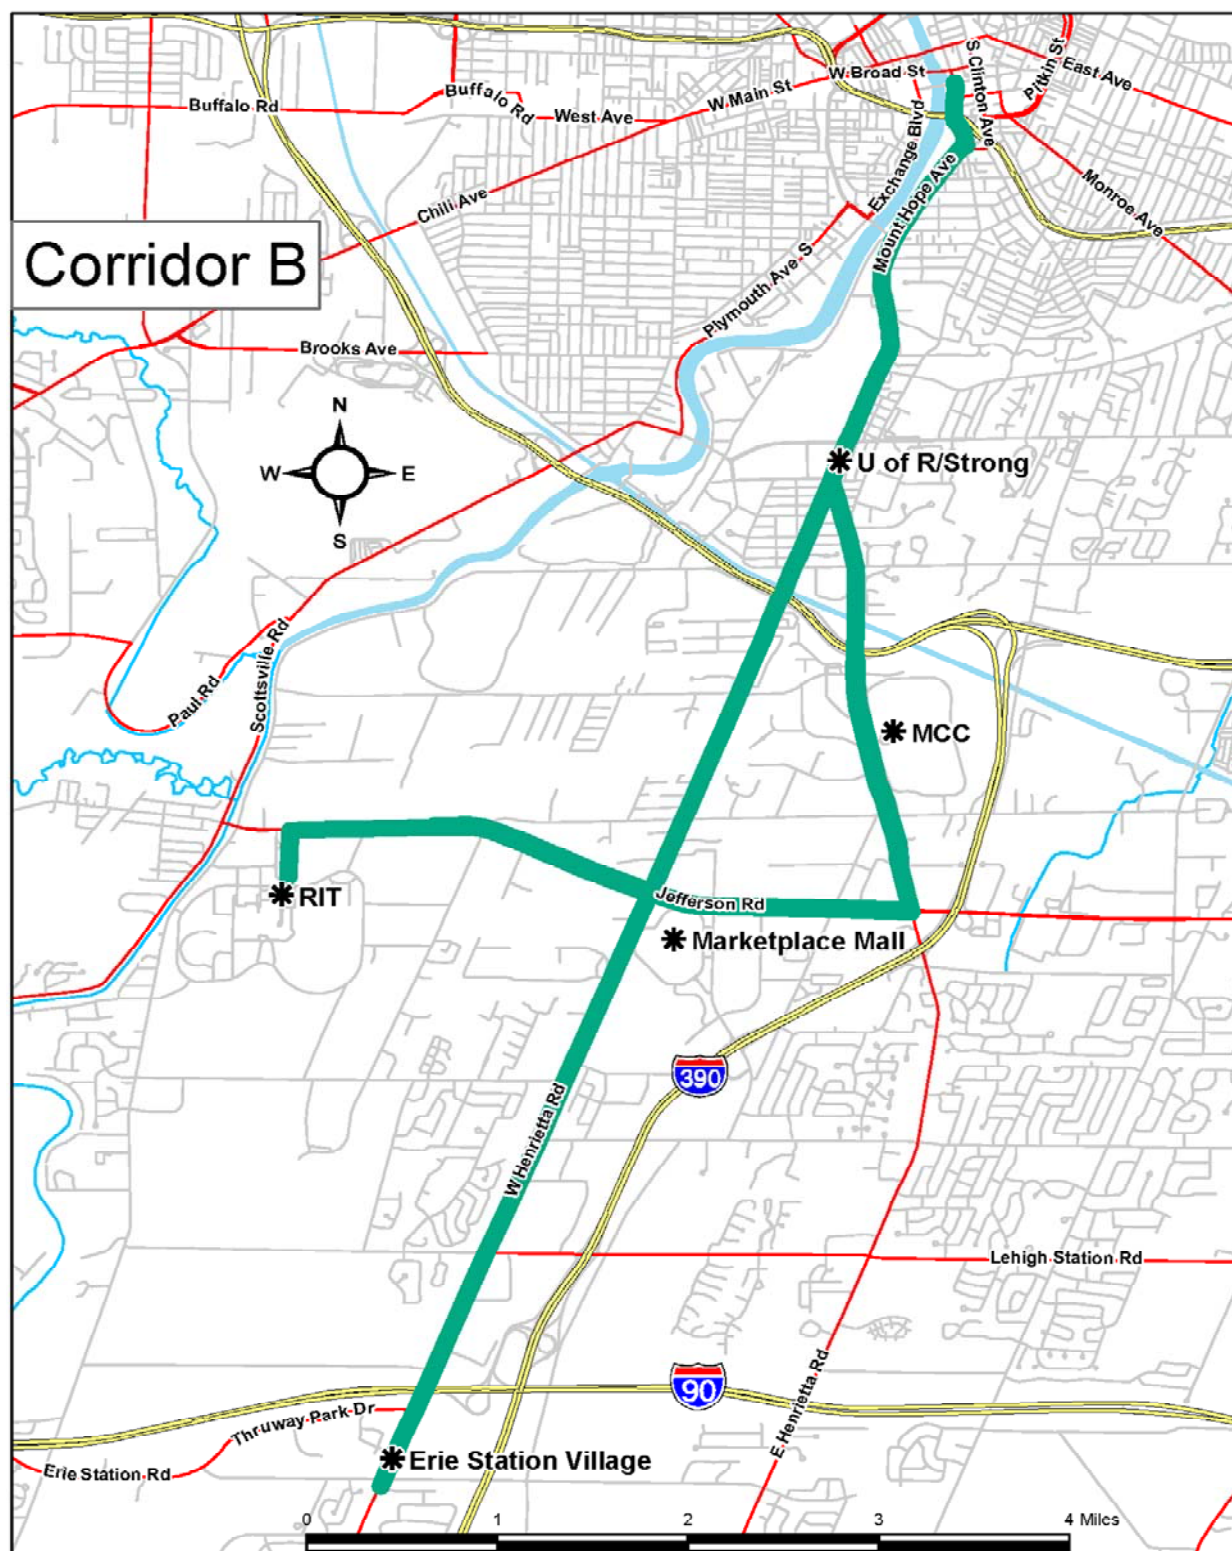 S Clinton Ave
Pitkin St
East Ave
W Broad St
W Main St
Buffalo Rd
Buffalo Rd
West Ave
Exchange Blvd
Mount Hope Ave
Monroe Ave
Chili Ave
Plymouth Ave S
Corridor B
Brooks Ave
N
W
E
S
U of R/Strong
Scottsville Rd
Paul Rd
MCC
RIT
Jefferson Rd
Marketplace Mall
390
W Henrietta Rd
Lehigh Station Rd
90
E Henrietta Rd
Thruway Park Dr
Erie Station Village
Erie Station Rd
0 1 2 3 4 Miles